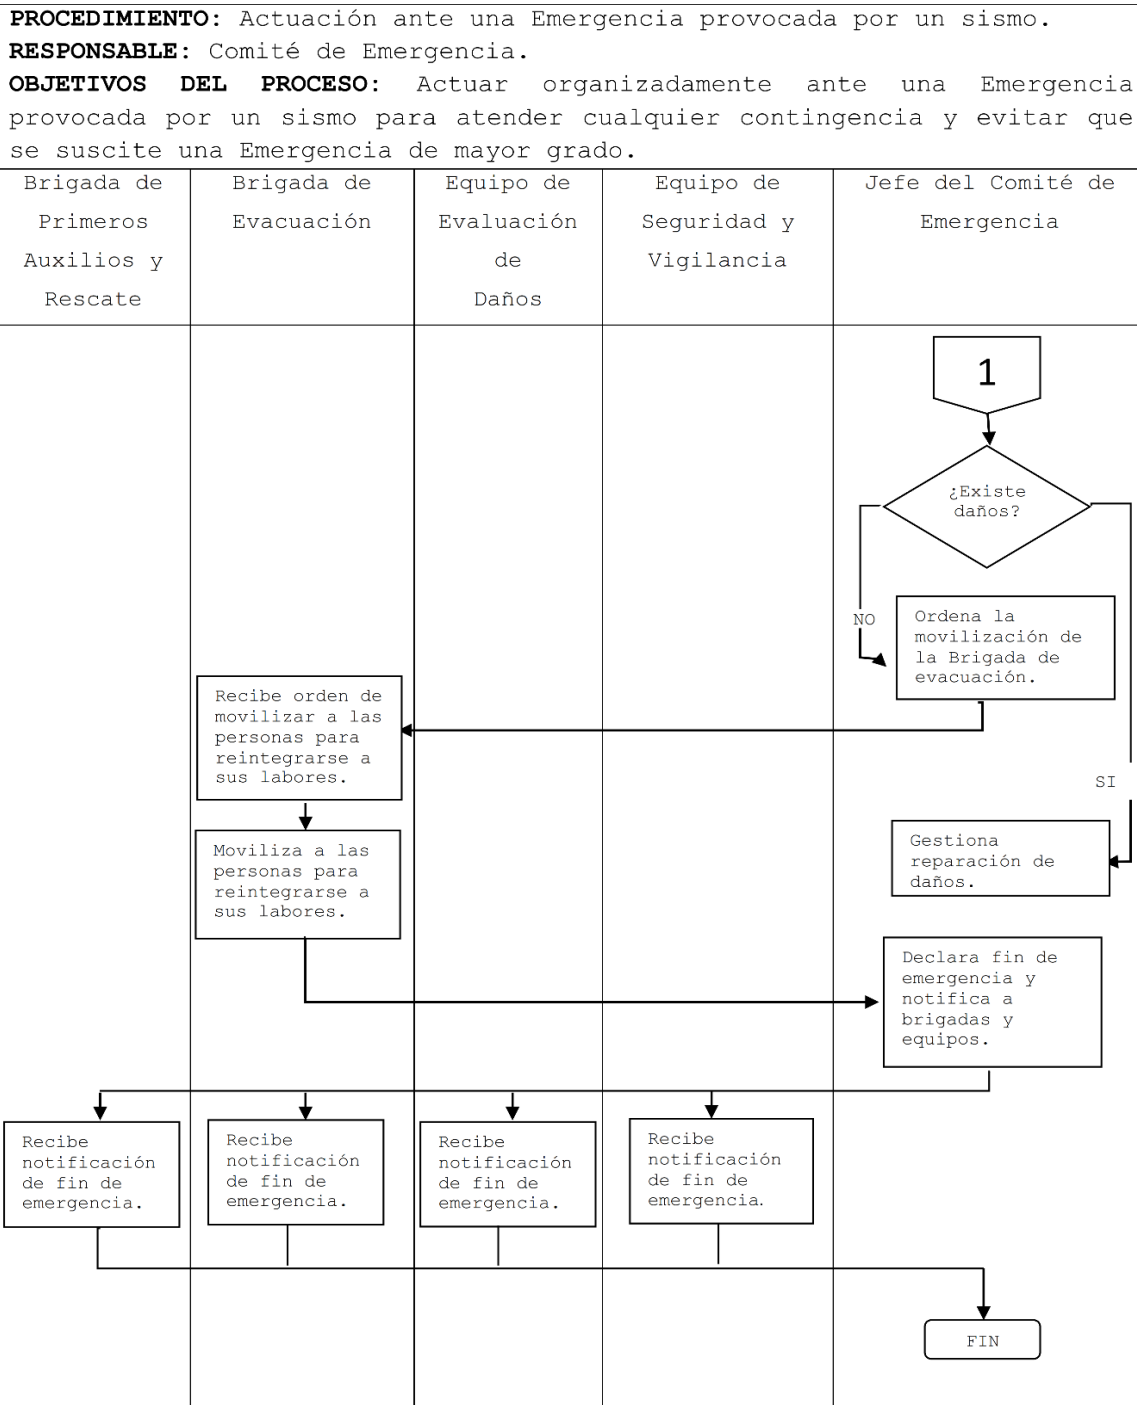 PROCEDIMIENTO: Actuación ante una Emergencia provocada por un sismo.
RESPONSABLE: Comité de Emergencia.
OBJETIVOS DEL PROCESO: Actuar organizadamente ante una Emergencia
provocada por un sismo para atender cualquier contingencia y evitar que
se suscite una Emergencia de mayor grado.
Brigada de
Primeros
Auxilios y
Rescate
Brigada de
Evacuación
Equipo de
Evaluación
de
Daños
Equipo de
Seguridad y
Vigilancia
Jefe del Comité de
Emergencia
1
¿Existe
daños?
NO
Ordena la
movilización de
la Brigada de
evacuación.
Recibe orden de
movilizar a las
personas para
reintegrarse a
sus labores.
SI
Moviliza a las
personas para
reintegrarse a
sus labores.
Gestiona
reparación de
daños.
Declara fin de
emergencia y
notifica a
brigadas y
equipos.
Recibe
notificación
de fin de
emergencia.
Recibe
notificación
de fin de
emergencia.
Recibe
notificación
de fin de
emergencia.
Recibe
notificación
de fin de
emergencia.
FIN